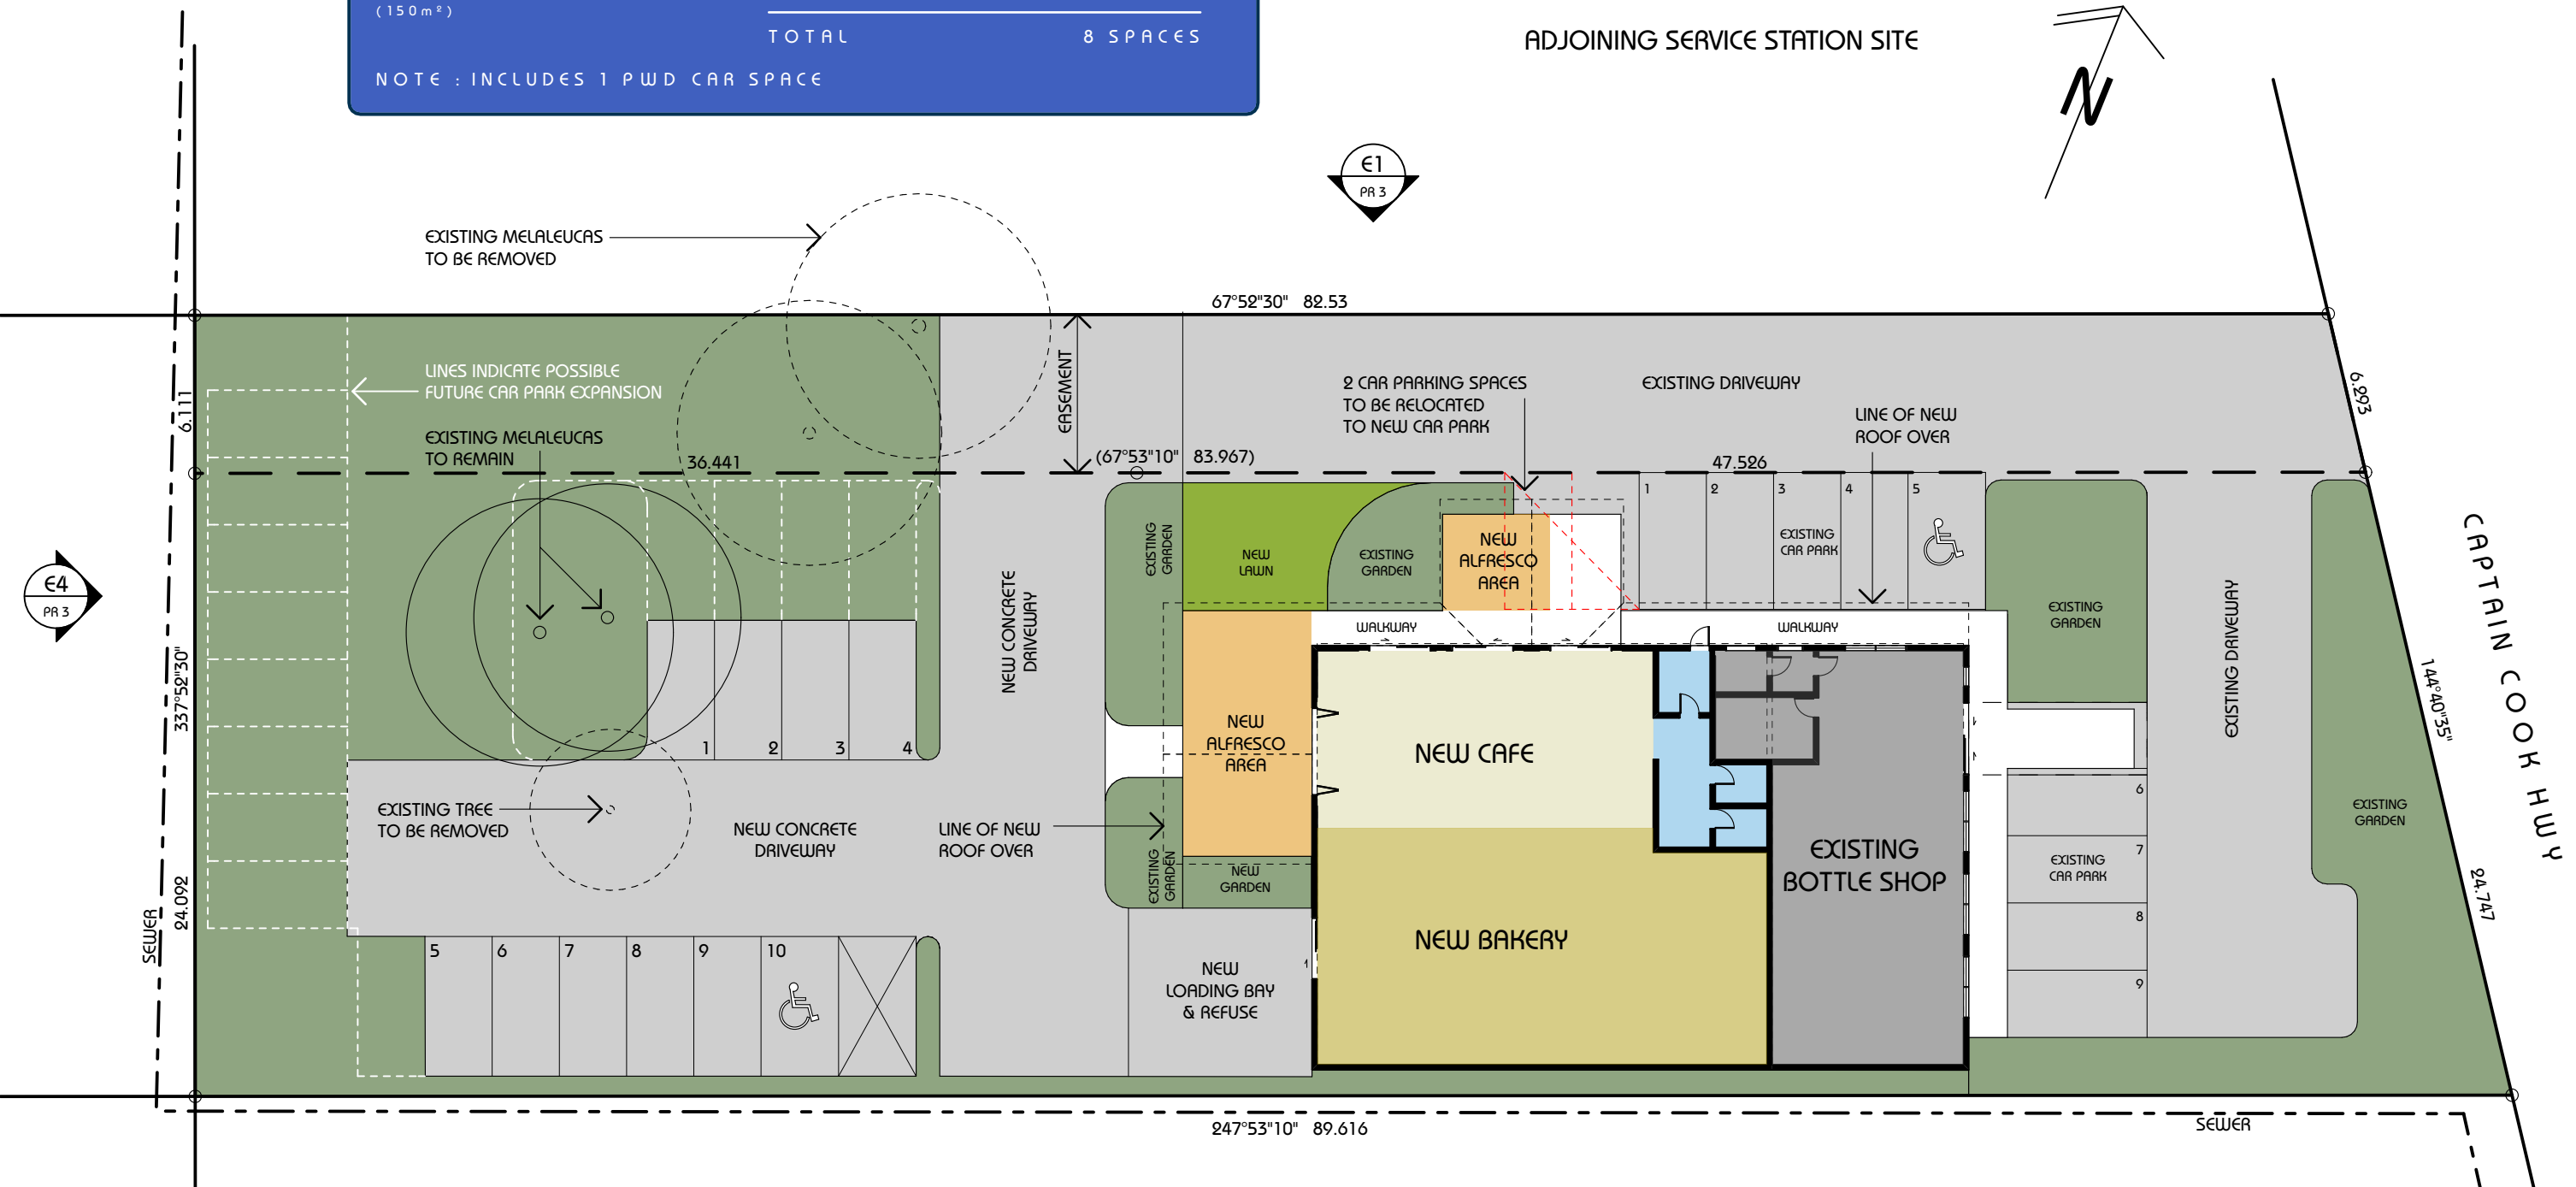 (150m²)
TOTAL 8 SPACES
NOTE : INCLUDES 1 PWD CAR SPACE
ADJOINING SERVICE STATION SITE
N
E1
PR 3
EXISTING MELALEUCAS
TO BE REMOVED
67°52'30" 82.53
LINES INDICATE POSSIBLE
FUTURE CAR PARK EXPANSION
EASEMENT
2 CAR PARKING SPACES
TO BE RELOCATED
TO NEW CAR PARK
EXISTING DRIVEWAY
LINE OF NEW
ROOF OVER
6.111
6.293
EXISTING MELALEUCAS
TO REMAIN
36.441
(67°53'10" 83.967)
47.526
1
2
3
4
5
EXISTING
CAR PARK
EXISTING
GARDEN
NEW
LAWN
EXISTING
GARDEN
NEW
ALFRESCO
AREA
E4
PR 3
NEW CONCRETE
DRIVEWAY
EXISTING
GARDEN
EXISTING DRIVEWAY
CAPTAIN COOK HWY
WALKWAY
WALKWAY
337°52'30"
144°40'35"
1
2
3
4
NEW
ALFRESCO
AREA
NEW CAFE
EXISTING TREE
TO BE REMOVED
NEW CONCRETE
DRIVEWAY
LINE OF NEW
ROOF OVER
EXISTING
GARDEN
NEW
GARDEN
EXISTING
BOTTLE SHOP
6
7
EXISTING
CAR PARK
8
9
EXISTING
GARDEN
24.092
SEWER
24.747
5
6
7
8
9
10
NEW
LOADING BAY
& REFUSE
NEW BAKERY
247°53'10" 89.616
SEWER